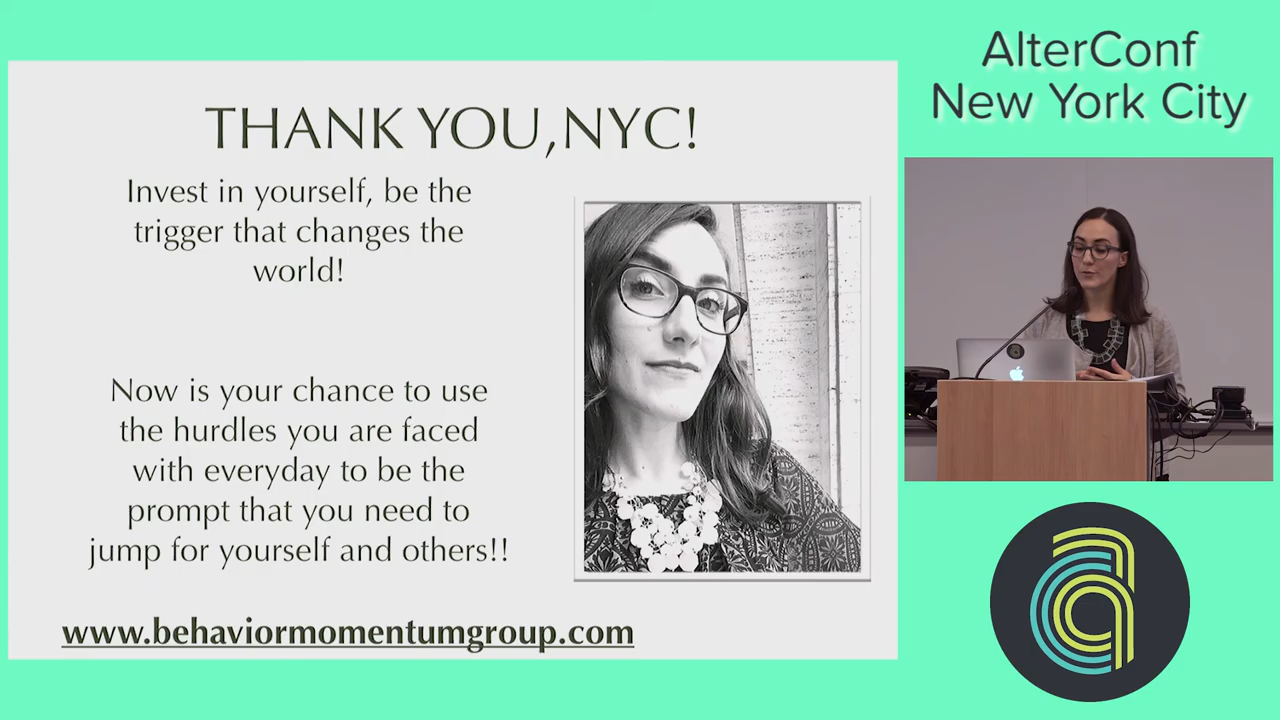 THANK YOU, NYC!
Invest in yourself, be the
trigger that changes the
world!
Now is your chance to use
the hurdles you are faced
with everyday to be the
prompt that you need to
jump for yourself and others!!
www.behaviormomentumgroup.com
AlterConf
New York City